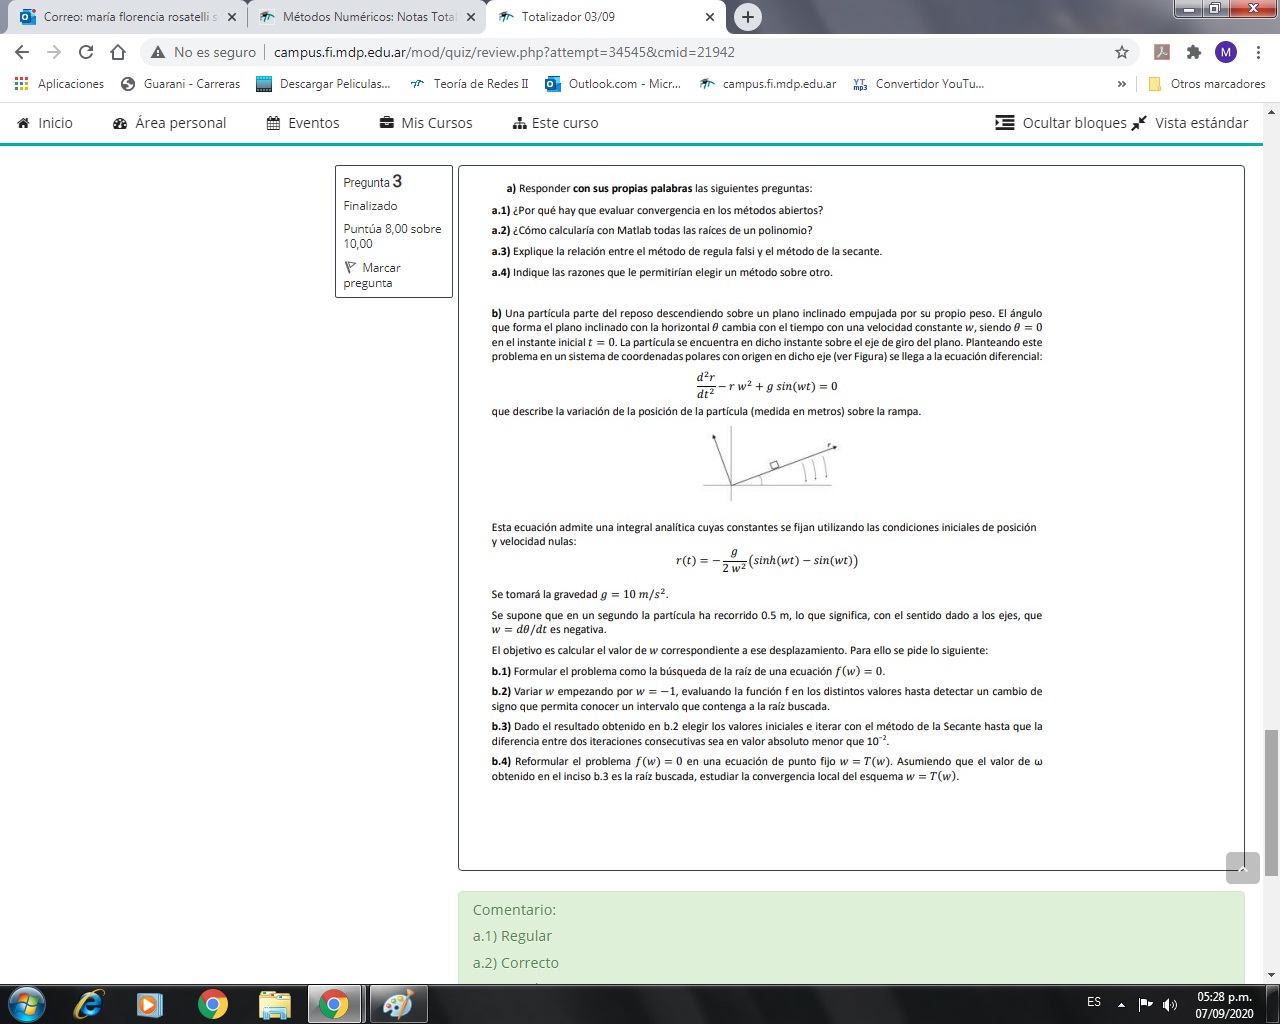 Correo: maría florencia rosatelli s
Métodos Numéricos: Notas Total
Totalizador 03/09
No es seguro | campus.fi.mdp.edu.ar/mod/quiz/review.php?attempt=34545&cmid=21942
M
Aplicaciones Guarani - Carreras Descargar Peliculas... Teoría de Redes II Outlook.com - Micr... campus.fi.mdp.edu.ar Convertidor YouTu... » Otros marcadores
Inicio Área personal Eventos Mis Cursos Este curso Ocultar bloques Vista estándar
Pregunta 3
Finalizado
Puntúa 8,00 sobre
10,00
Marcar
pregunta
a) Responder con sus propias palabras las siguientes preguntas:
a.1) ¿Por qué hay que evaluar convergencia en los métodos abiertos?
a.2) ¿Cómo calcularía con Matlab todas las raíces de un polinomio?
a.3) Explique la relación entre el método de regula falsi y el método de la secante.
a.4) Indique las razones que le permitirían elegir un método sobre otro.
b) Una partícula parte del reposo descendiendo sobre un plano inclinado empujada por su propio peso. El ángulo
que forma el plano inclinado con la horizontal θ cambia con el tiempo con una velocidad constante w, siendo θ = 0
en el instante inicial t = 0. La partícula se encuentra en dicho instante sobre el eje de giro del plano. Planteando este
problema en un sistema de coordenadas polares con origen en dicho eje (ver Figura) se llega a la ecuación diferencial:
d²r/dt² − r w² + g sin(wt) = 0
que describe la variación de la posición de la partícula (medida en metros) sobre la rampa.
r
Esta ecuación admite una integral analítica cuyas constantes se fijan utilizando las condiciones iniciales de posición
y velocidad nulas:
r(t) = − g/2 w² (sinh(wt) − sin(wt))
Se tomará la gravedad g = 10 m/s².
Se supone que en un segundo la partícula ha recorrido 0.5 m, lo que significa, con el sentido dado a los ejes, que
w = dθ/dt es negativa.
El objetivo es calcular el valor de w correspondiente a ese desplazamiento. Para ello se pide lo siguiente:
b.1) Formular el problema como la búsqueda de la raíz de una ecuación f(w) = 0.
b.2) Variar w empezando por w = −1, evaluando la función f en los distintos valores hasta detectar un cambio de
signo que permita conocer un intervalo que contenga a la raíz buscada.
b.3) Dado el resultado obtenido en b.2 elegir los valores iniciales e iterar con el método de la Secante hasta que la
diferencia entre dos iteraciones consecutivas sea en valor absoluto menor que 10⁻².
b.4) Reformular el problema f(w) = 0 en una ecuación de punto fijo w = T(w). Asumiendo que el valor de ω
obtenido en el inciso b.3 es la raíz buscada, estudiar la convergencia local del esquema w = T(w).
Comentario:
a.1) Regular
a.2) Correcto
ES
05:28 p.m.
07/09/2020